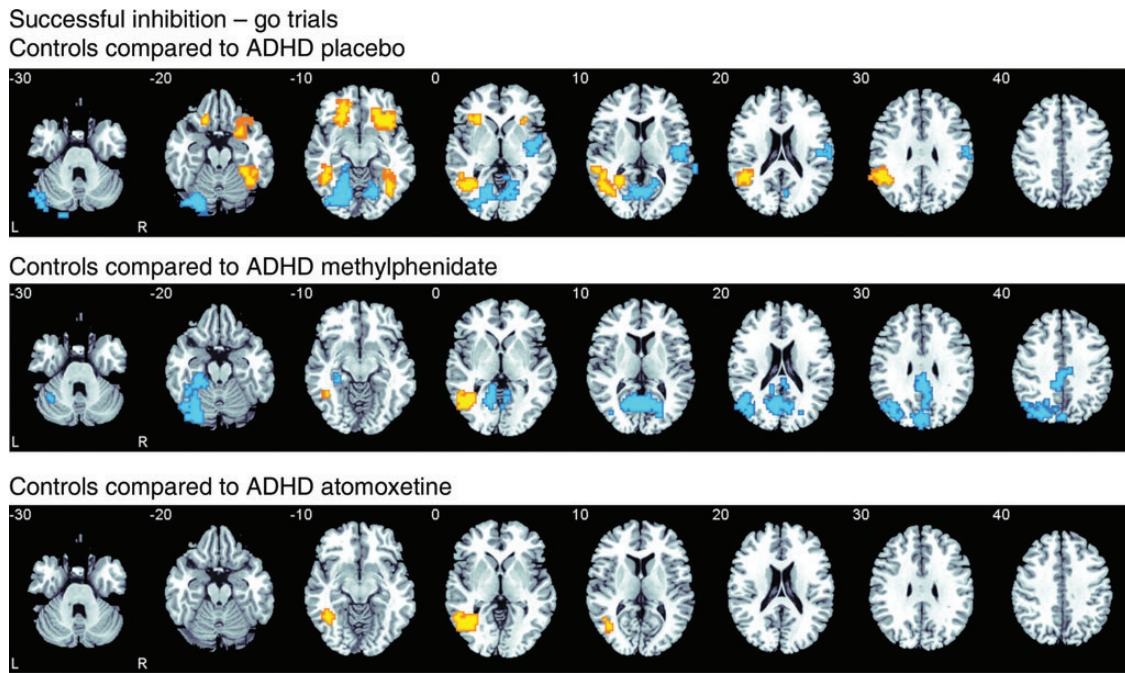 Successful inhibition – go trials
Controls compared to ADHD placebo
-30 -20 -10 0 10 20 30 40
L R
Controls compared to ADHD methylphenidate
-30 -20 -10 0 10 20 30 40
L R
Controls compared to ADHD atomoxetine
-30 -20 -10 0 10 20 30 40
L R